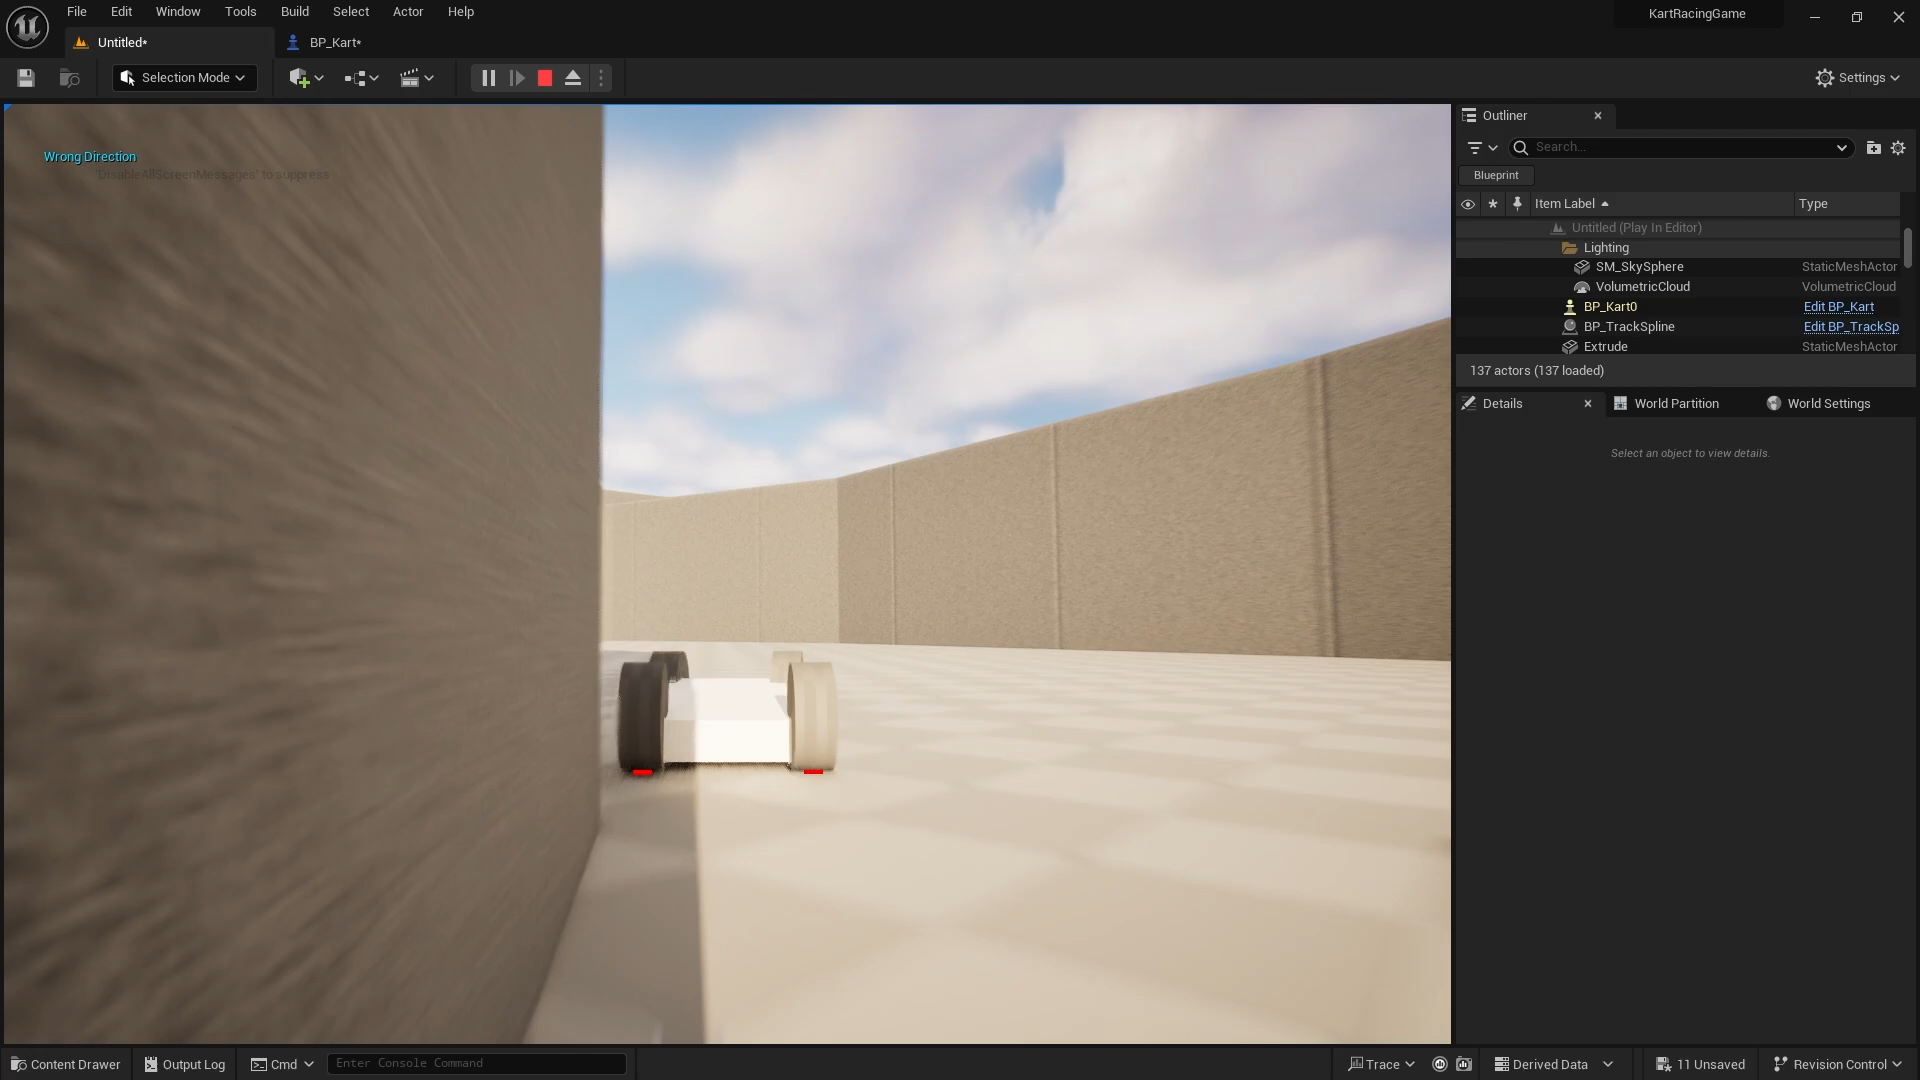 File Edit Window Tools Build Select Actor Help
KartRacingGame
Untitled*
BP_Kart*
Selection Mode
Settings
Wrong Direction
'DisableAllScreenMessages' to suppress
Outliner
Search...
Blueprint
Item Label
Type
Untitled (Play In Editor)
Lighting
SM_SkySphere StaticMeshActor
VolumetricCloud VolumetricCloud
BP_Kart0 Edit BP_Kart
BP_TrackSpline Edit BP_TrackSp
Extrude StaticMeshActor
137 actors (137 loaded)
Details
World Partition
World Settings
Select an object to view details.
Content Drawer
Output Log
Cmd
Enter Console Command
Trace
Derived Data
11 Unsaved
Revision Control